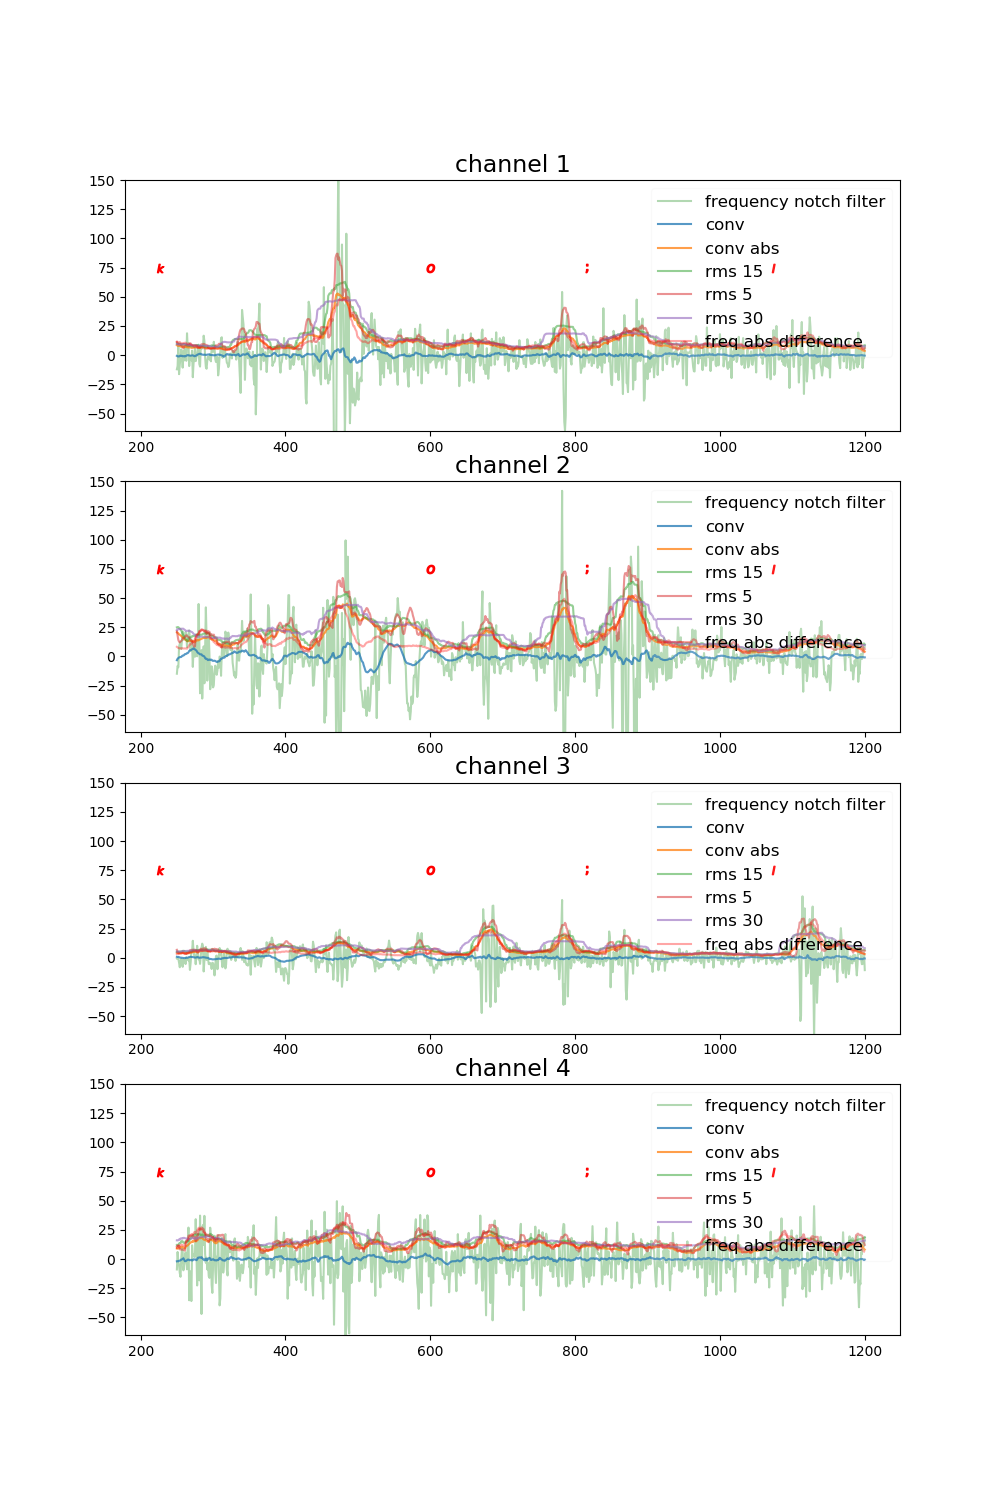 channel 1
150
125
100
75
50
25
0
−25
−50
k
o
;
l
frequency notch filter
conv
conv abs
rms 15
rms 5
rms 30
freq abs difference
200 400 600 800 1000 1200
channel 2
150
125
100
75
50
25
0
−25
−50
k
o
;
l
frequency notch filter
conv
conv abs
rms 15
rms 5
rms 30
freq abs difference
200 400 600 800 1000 1200
channel 3
150
125
100
75
50
25
0
−25
−50
k
o
;
l
frequency notch filter
conv
conv abs
rms 15
rms 5
rms 30
freq abs difference
200 400 600 800 1000 1200
channel 4
150
125
100
75
50
25
0
−25
−50
k
o
;
l
frequency notch filter
conv
conv abs
rms 15
rms 5
rms 30
freq abs difference
200 400 600 800 1000 1200